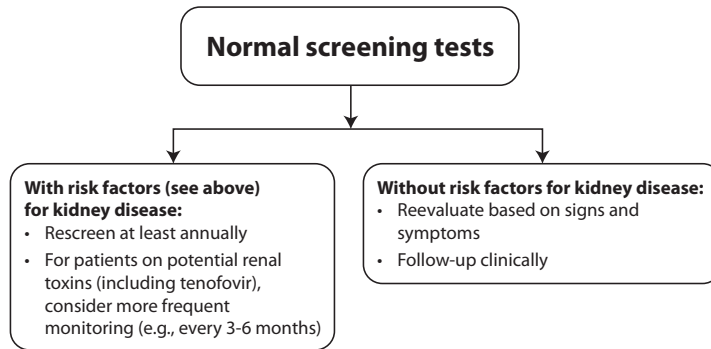 Normal screening tests
With risk factors (see above)
for kidney disease:
• Rescreen at least annually
• For patients on potential renal
toxins (including tenofovir),
consider more frequent
monitoring (e.g., every 3-6 months)
Without risk factors for kidney disease:
• Reevaluate based on signs and
symptoms
• Follow-up clinically